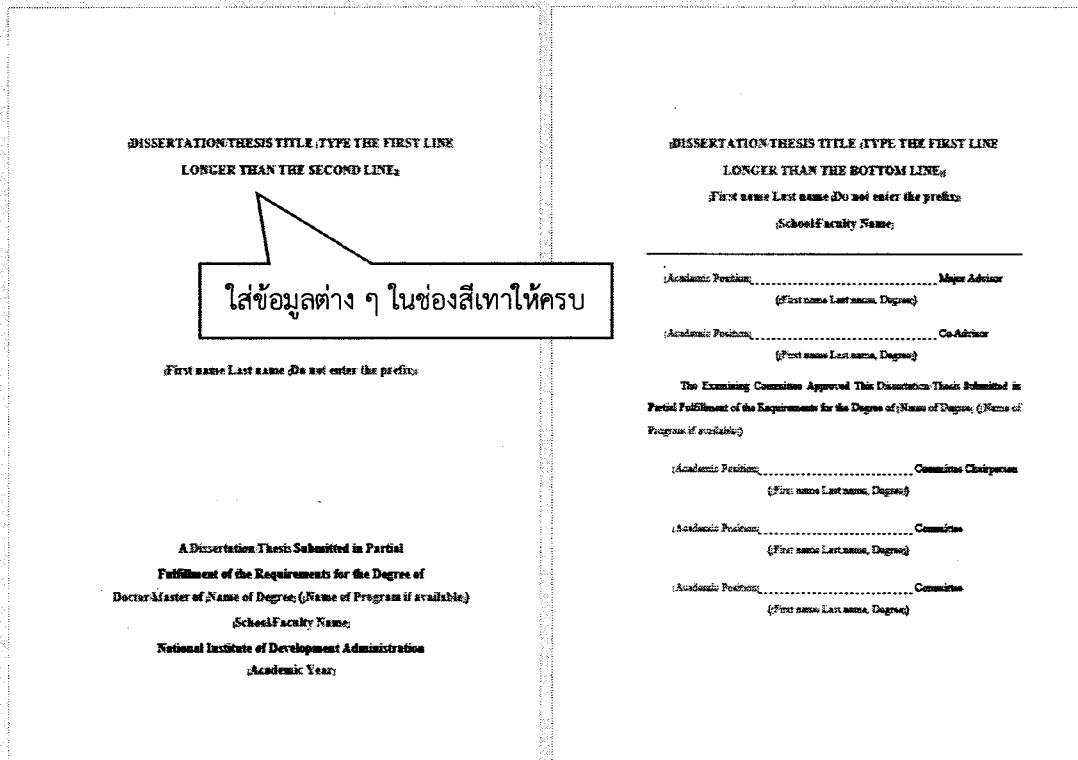 [DISSERTATION/THESIS TITLE [TYPE THE FIRST LINE
LONGER THAN THE SECOND LINE]]
ใส่ข้อมูลต่าง ๆ ในช่องสีเทาให้ครบ
[First name Last name [Do not enter the prefix]]
A Dissertation/Thesis Submitted in Partial
Fulfillment of the Requirements for the Degree of
Doctor/Master of [Name of Degree] ([Name of Program if available])
[School/Faculty Name]
National Institute of Development Administration
[Academic Year]
[DISSERTATION/THESIS TITLE [TYPE THE FIRST LINE
LONGER THAN THE BOTTOM LINE]]
[First name Last name [Do not enter the prefix]]
[School/Faculty Name]
[Academic Position] Major Advisor
([First name Last name, Degree])
[Academic Position] Co-Advisor
([First name Last name, Degree])
The Examining Committee Approved This Dissertation/Thesis Submitted in
Partial Fulfillment of the Requirements for the Degree of [Name of Degree] ([Name of
Program if available])
[Academic Position] Committee Chairperson
([First name Last name, Degree])
[Academic Position] Committee
([First name Last name, Degree])
[Academic Position] Committee
([First name Last name, Degree])